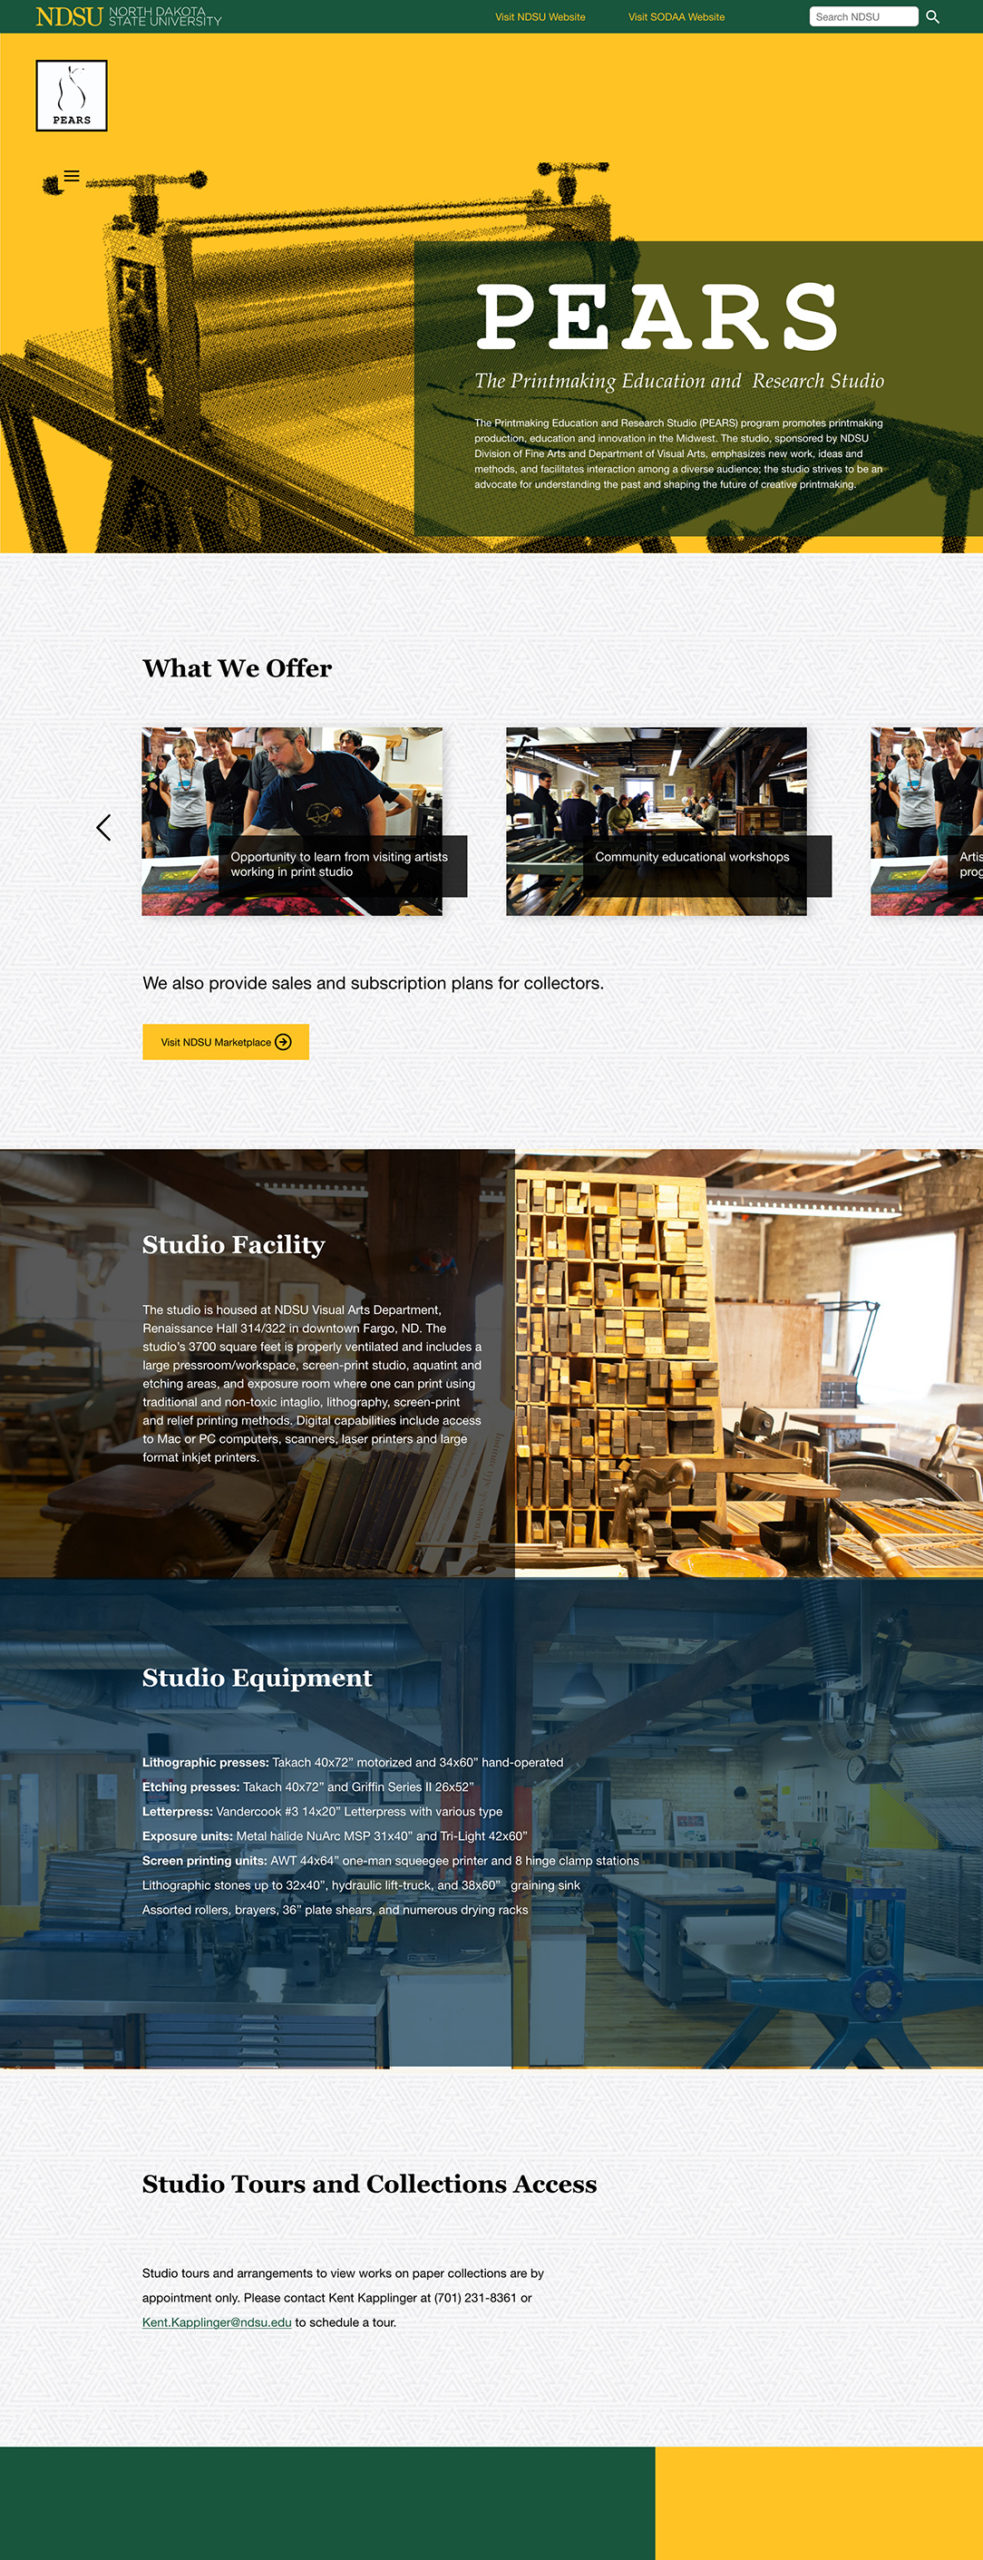 NDSU NORTH DAKOTA
STATE UNIVERSITY
Visit NDSU Website
Visit SODAA Website
Search NDSU
PEARS
PEARS
The Printmaking Education and Research Studio
The Printmaking Education and Research Studio (PEARS) program promotes printmaking
production, education and innovation in the Midwest. The studio, sponsored by NDSU
Division of Fine Arts and Department of Visual Arts, emphasizes new work, ideas and
methods, and facilitates interaction among a diverse audience; the studio strives to be an
advocate for understanding the past and shaping the future of creative printmaking.
What We Offer
Opportunity to learn from visiting artists
working in print studio
Community educational workshops
Artis
prog
We also provide sales and subscription plans for collectors.
Visit NDSU Marketplace
Studio Facility
The studio is housed at NDSU Visual Arts Department,
Renaissance Hall 314/322 in downtown Fargo, ND. The
studio’s 3700 square feet is properly ventilated and includes a
large pressroom/workspace, screen-print studio, aquatint and
etching areas, and exposure room where one can print using
traditional and non-toxic intaglio, lithography, screen-print
and relief printing methods. Digital capabilities include access
to Mac or PC computers, scanners, laser printers and large
format inkjet printers.
Studio Equipment
Lithographic presses: Takach 40x72” motorized and 34x60” hand-operated
Etching presses: Takach 40x72” and Griffin Series II 26x52”
Letterpress: Vandercook #3 14x20” Letterpress with various type
Exposure units: Metal halide NuArc MSP 31x40” and Tri-Light 42x60”
Screen printing units: AWT 44x64” one-man squeegee printer and 8 hinge clamp stations
Lithographic stones up to 32x40”, hydraulic lift-truck, and 38x60” graining sink
Assorted rollers, brayers, 36” plate shears, and numerous drying racks
Studio Tours and Collections Access
Studio tours and arrangements to view works on paper collections are by
appointment only. Please contact Kent Kapplinger at (701) 231-8361 or
Kent.Kapplinger@ndsu.edu to schedule a tour.